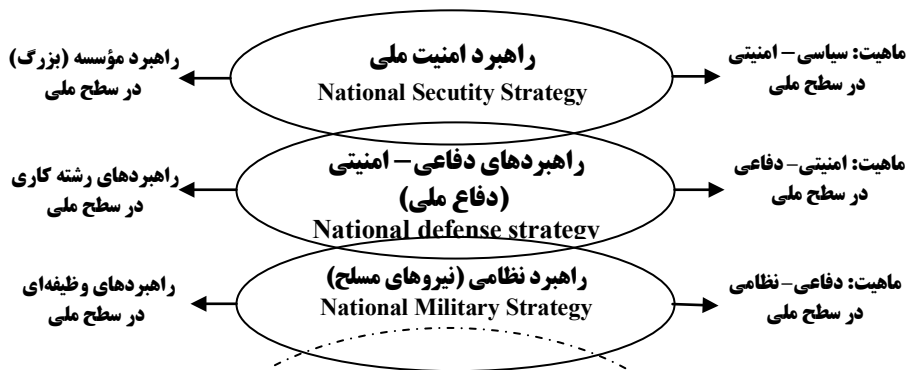 راهبرد مؤسسه (بزرگ)
در سطح ملی
راهبرد امنیت ملی
National Secutity Strategy
ماهیت: سیاسی – امنیتی
در سطح ملی
راهبردهای رشته کاری
در سطح ملی
راهبردهای دفاعی – امنیتی
(دفاع ملی)
National defense strategy
ماهیت: امنیتی – دفاعی
در سطح ملی
راهبردهای وظیفه‌ای
در سطح ملی
راهبرد نظامی (نیروهای مسلح)
National Military Strategy
ماهیت: دفاعی – نظامی
در سطح ملی